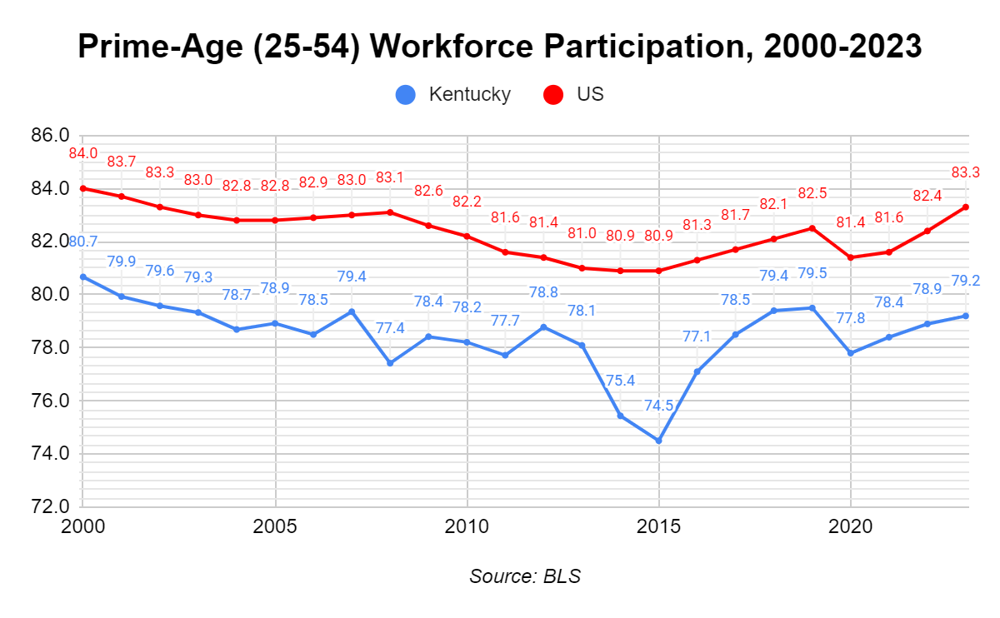 Prime-Age (25-54) Workforce Participation, 2000-2023
Kentucky US
86.0
84.0
82.0
80.0
78.0
76.0
74.0
72.0
84.0 83.7 83.3 83.0 82.8 82.8 82.9 83.0 83.1 82.6 82.2 81.6 81.4 81.0 80.9 80.9 81.3 81.7 82.1 82.5 81.4 81.6 82.4 83.3
80.7 79.9 79.6 79.3 78.7 78.9 78.5 79.4 77.4 78.4 78.2 77.7 78.8 78.1 75.4 74.5 77.1 78.5 79.4 79.5 77.8 78.4 78.9 79.2
2000 2005 2010 2015 2020
Source: BLS